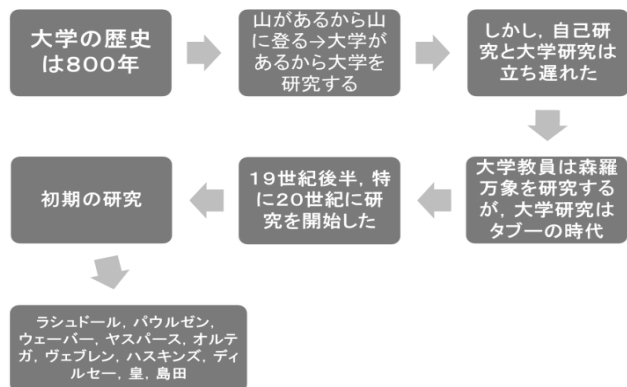 大学の歴史
は800年
山があるから山
に登る→大学が
あるから大学を
研究する
しかし,自己研
究と大学研究は
立ち遅れた
大学教員は森羅
万象を研究する
が,大学研究は
タブーの時代
19世紀後半,特
に20世紀に研
究を開始した
初期の研究
ラシュドール,パウルゼン,
ウェーバー,ヤスパース,オルテ
ガ,ヴェブレン,ハスキンズ,ディ
ルセー,皇,島田